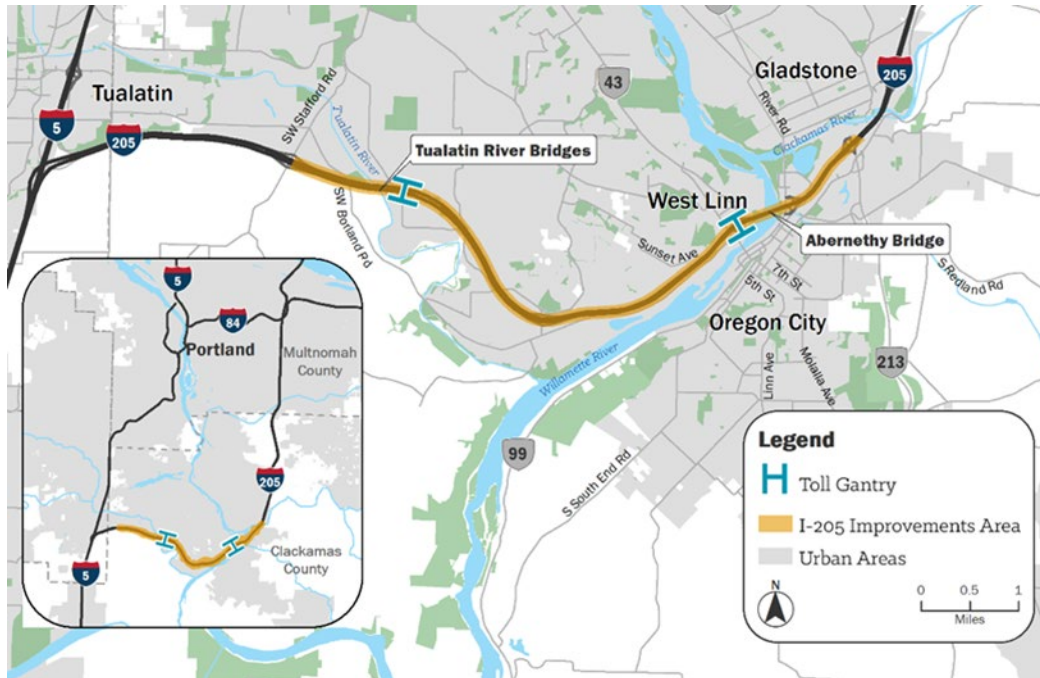 Tualatin
5
205
SW Stafford Rd
Tualatin River
Tualatin River Bridges
SW Borland Rd
43
Gladstone
205
River Rd
Clackamas River
West Linn
Abernethy Bridge
Sunset Ave
7th St
5th St
S Redland Rd
Oregon City
Willamette River
Linn Ave
Molallla Ave
213
99
S South End Rd
5
84
Portland
Multnomah
County
205
Clackamas
County
5
Legend
Toll Gantry
I-205 Improvements Area
Urban Areas
N
0 0.5 1
Miles